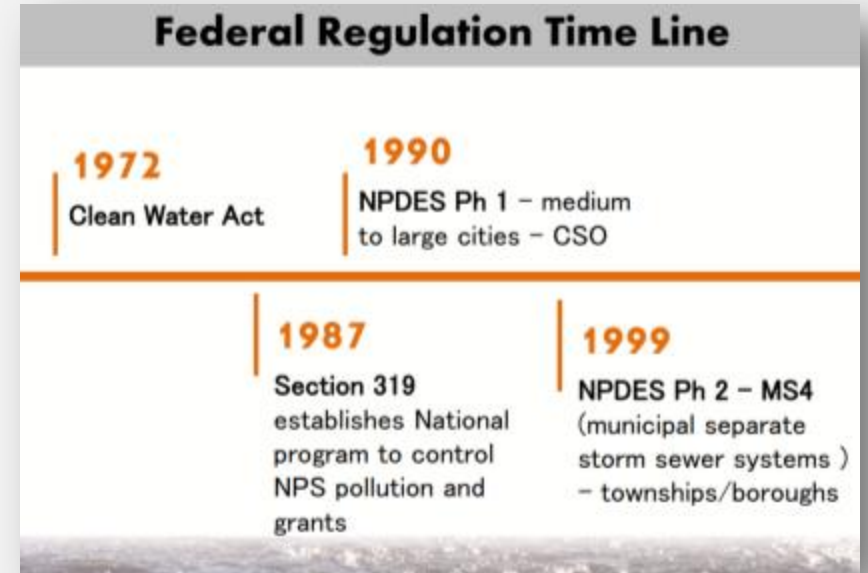 Federal Regulation Time Line
1972
Clean Water Act
1990
NPDES Ph 1 – medium
to large cities – CSO
1987
Section 319
establishes National
program to control
NPS pollution and
grants
1999
NPDES Ph 2 – MS4
(municipal separate
storm sewer systems )
– townships/boroughs